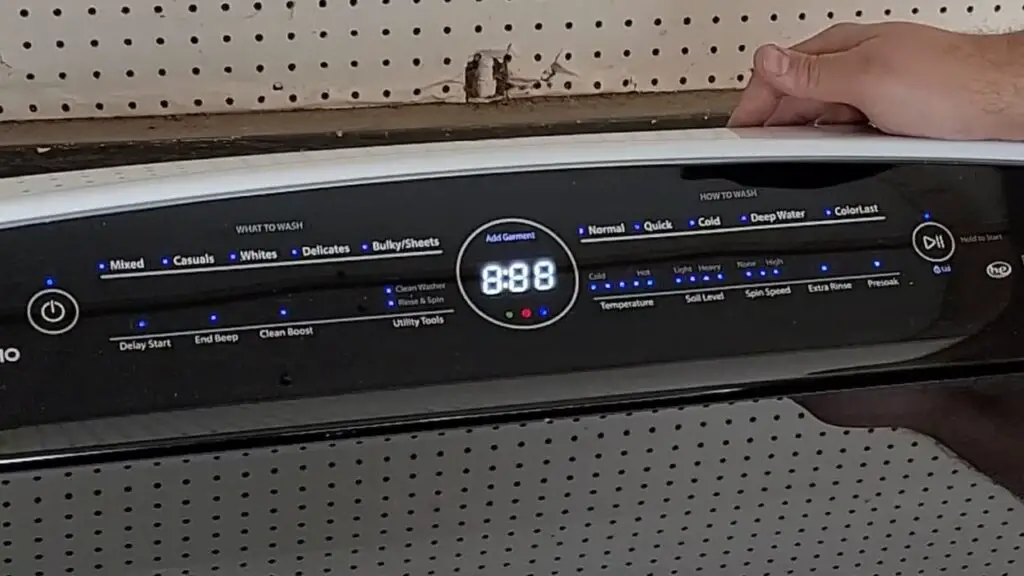 WHAT TO WASH
Mixed Casuals Whites Delicates Bulky/Sheets
Clean Washer
Rinse & Spin
Delay Start End Beep Clean Boost Utility Tools
Add Garment
8:88
HOW TO WASH
Normal Quick Cold Deep Water ColorLast
Cold Hot Light Heavy None High
Temperature Soil Level Spin Speed Extra Rinse Presoak
Hold to Start
he
IO